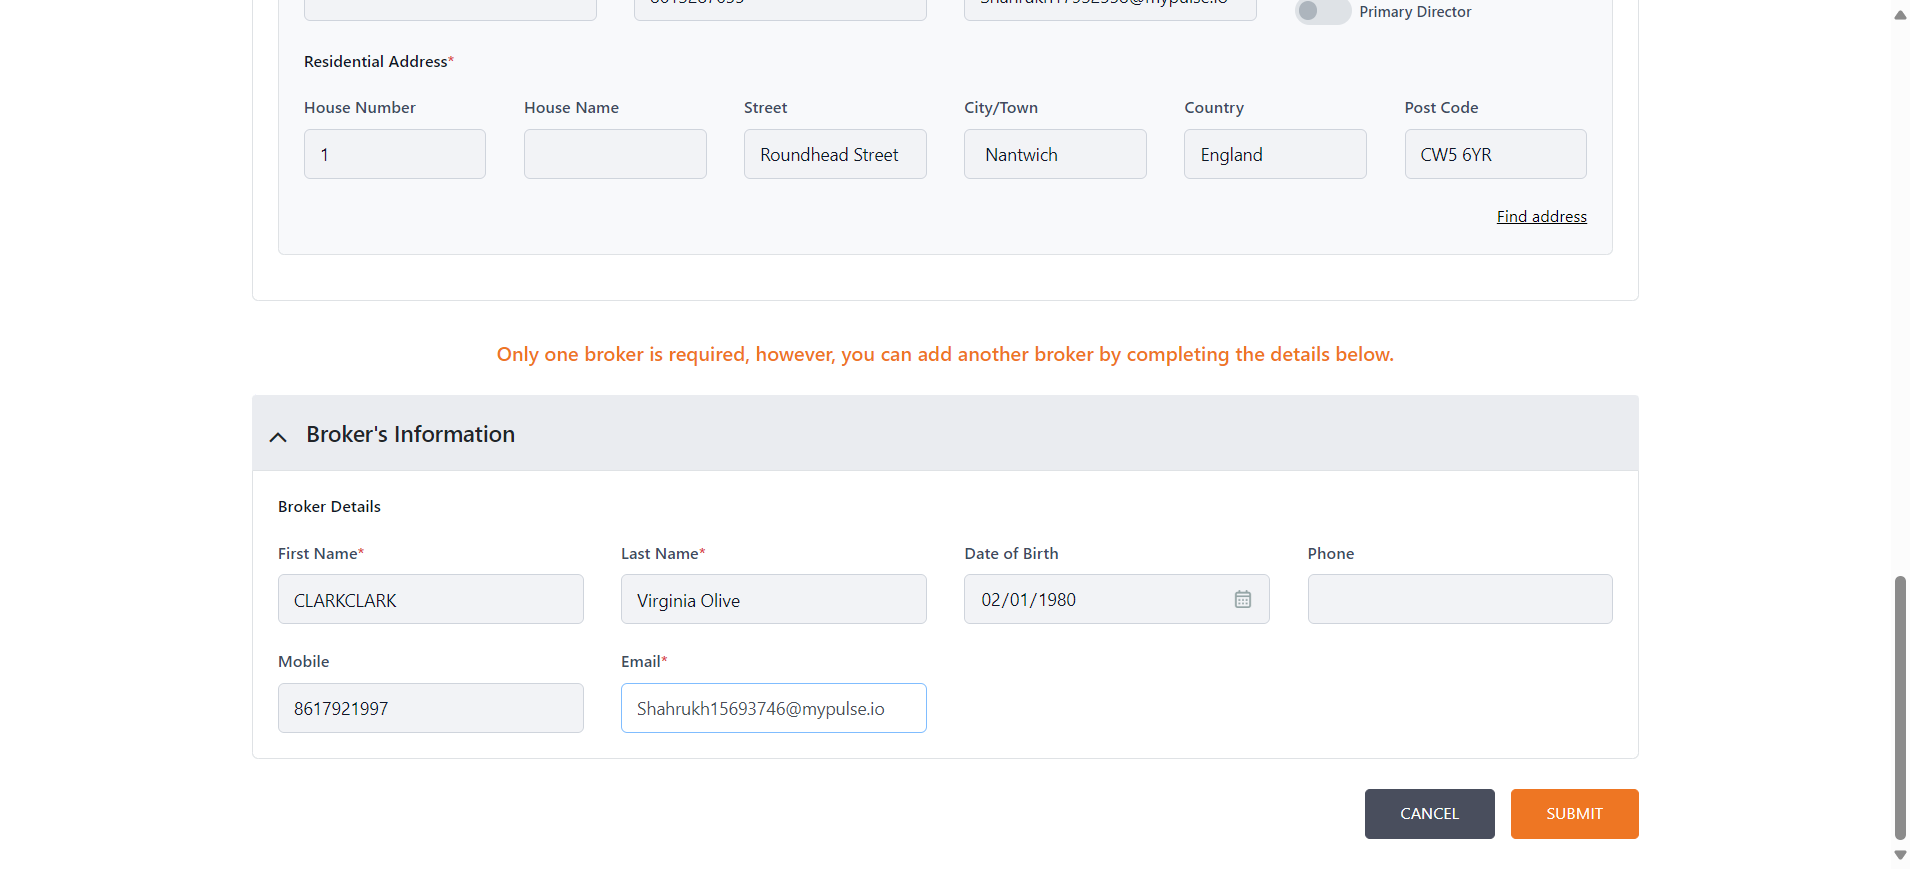 Primary Director
Residential Address*
House Number House Name Street City/Town Country Post Code
1 Roundhead Street Nantwich England CW5 6YR
Find address
Only one broker is required, however, you can add another broker by completing the details below.
Broker's Information
Broker Details
First Name* Last Name* Date of Birth Phone
CLARKCLARK Virginia Olive 02/01/1980
Mobile Email*
8617921997 Shahrukh15693746@mypulse.io
CANCEL SUBMIT